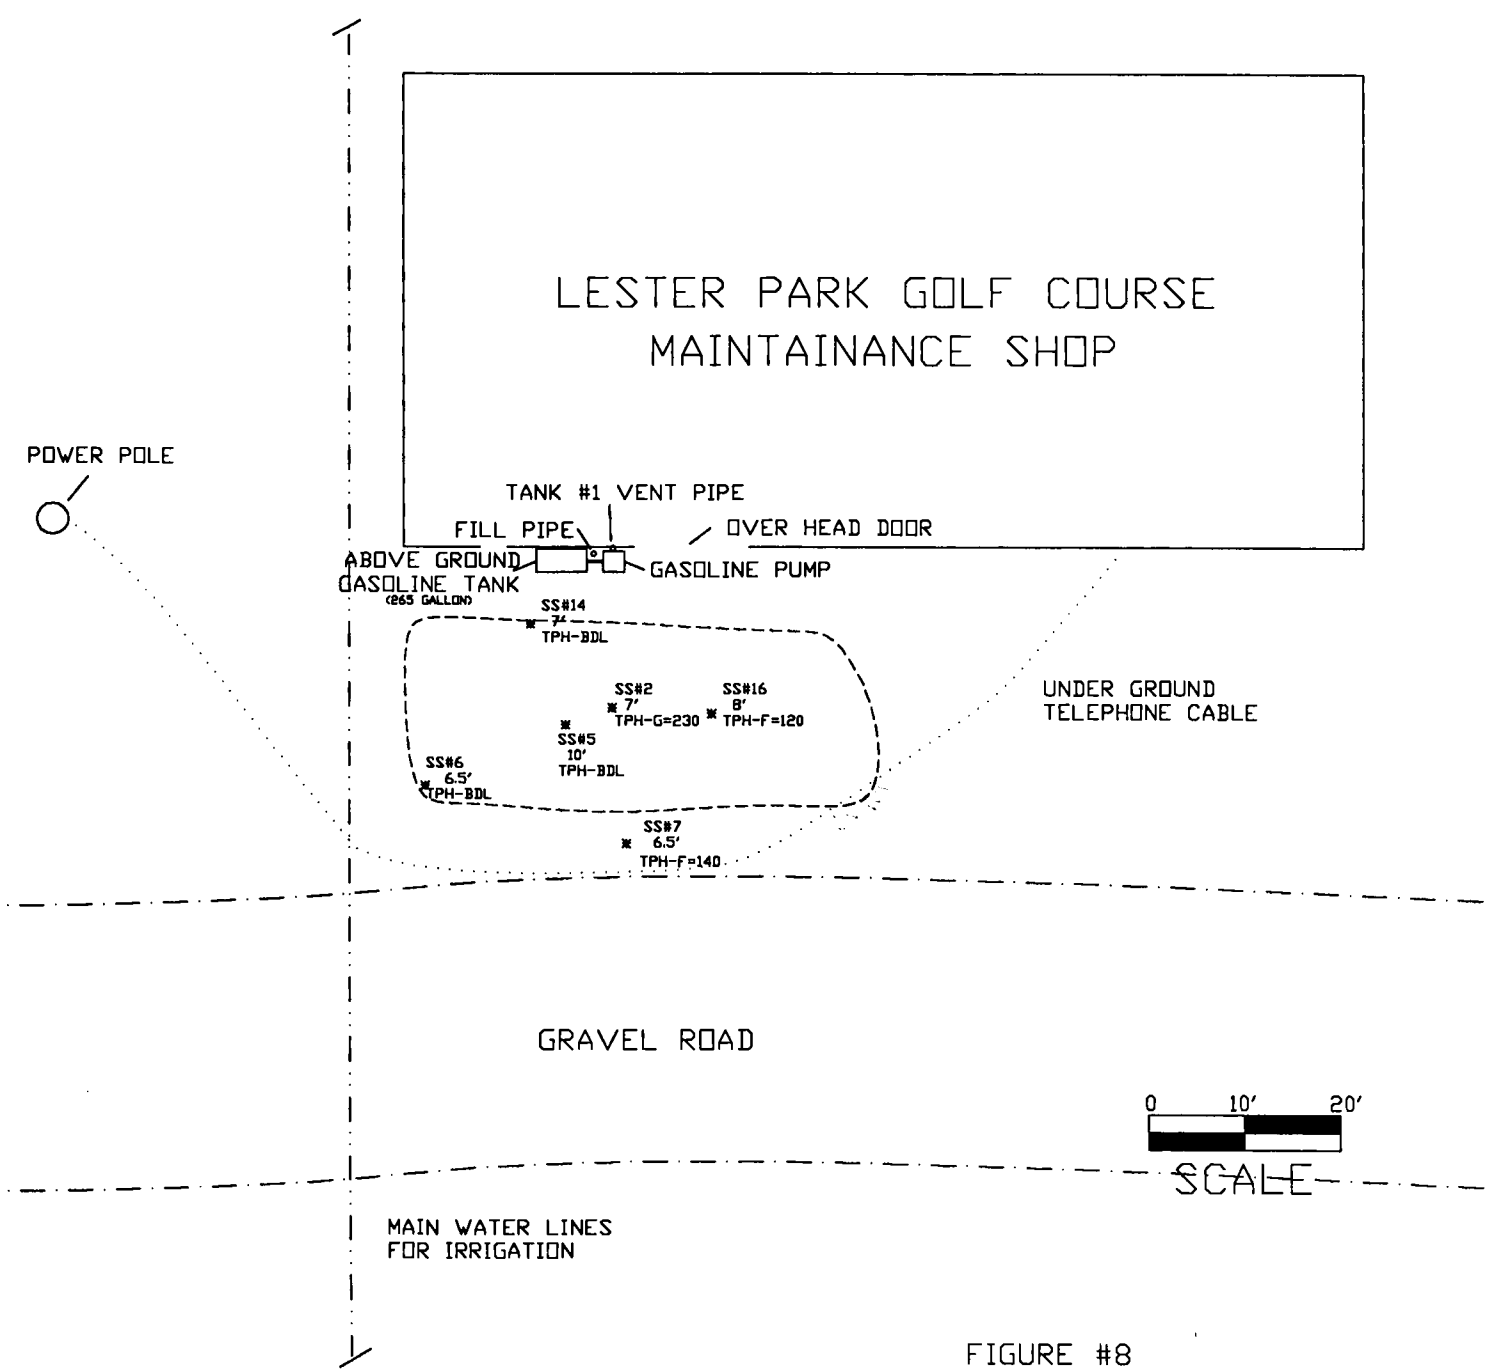 LESTER PARK GOLF COURSE
MAINTAINANCE SHOP
POWER POLE
TANK #1 VENT PIPE
FILL PIPE
OVER HEAD DOOR
ABOVE GROUND
GASOLINE TANK
(265 GALLON)
GASOLINE PUMP
SS#14
7'
TPH-BDL
SS#2
7'
TPH-G=230
SS#16
8'
TPH-F=120
SS#5
10'
TPH-BDL
SS#6
6.5'
TPH-BDL
UNDER GROUND
TELEPHONE CABLE
SS#7
6.5'
TPH-F=140
GRAVEL ROAD
0 10' 20'
SCALE
MAIN WATER LINES
FOR IRRIGATION
FIGURE #8